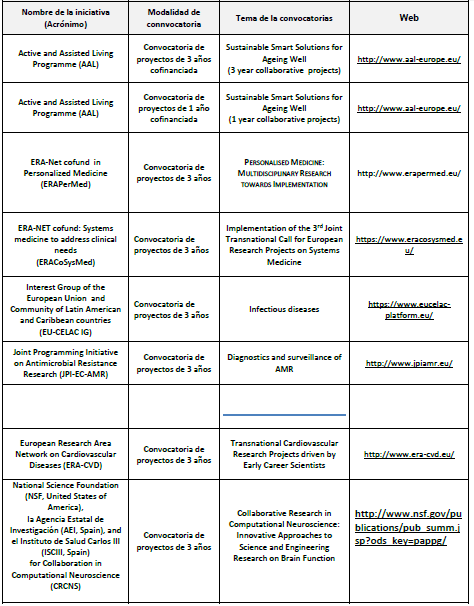 Nombre de la iniciativa
(Acrónimo)
Modalidad de
connvocatoria
Tema de la convocatorias
Web
Active and Assisted Living
Programme (AAL)
Convocatoria de
proyectos de 3 años
cofinanciada
Sustainable Smart Solutions for
Ageing Well
(3 year collaborative projects)
http://www.aal-europe.eu/
Active and Assisted Living
Programme (AAL)
Convocatoria de
proyectos de 1 año
cofinanciada
Sustainable Smart Solutions for
Ageing Well
(1 year collaborative projects)
http://www.aal-europe.eu/
ERA-Net cofund in
Personalized Medicine
(ERAPerMed)
Convocatoria de
proyectos de 3 años
PERSONALISED MEDICINE:
MULTIDISCIPLINARY RESEARCH
TOWARDS IMPLEMENTATION
http://www.erapermed.eu/
ERA-NET cofund: Systems
medicine to address clinical
needs
(ERACoSysMed)
Convocatoria de
proyectos de 3 años
Implementation of the 3rd Joint
Transnational Call for European
Research Projects on Systems
Medicine
https://www.eracosysmed.e
u/
Interest Group of the
European Union and
Community of Latin American
and Caribbean countries
(EU-CELAC IG)
Convocatoria de
proyectos de 3 años
Infectious diseases
https://www.eucelac-
platform.eu/
Joint Programming Initiative
on Antimicrobial Resistance
Research (JPI-EC-AMR)
Convocatoria de
proyectos de 3 años
Diagnostics and surveillance of
AMR
http://www.jpiamr.eu/
European Research Area
Network on Cardiovascular
Diseases (ERA-CVD)
Convocatoria de
proyectos de 3 años
Transnational Cardiovascular
Research Projects driven by
Early Career Scientists
http://www.era-cvd.eu/
National Science Foundation
(NSF, United States of
America),
la Agencia Estatal de
Investigación (AEI, Spain), and
el Instituto de Salud Carlos III
(ISCIII, Spain)
for Collaboration in
Computational Neuroscience
(CRCNS)
Convocatoria de
proyectos de 3 años
Collaborative Research in
Computational Neuroscience:
Innovative Approaches to
Science and Engineering
Research on Brain Function
http://www.nsf.gov/pu
blications/pub_summ.j
sp?ods_key=pappg/